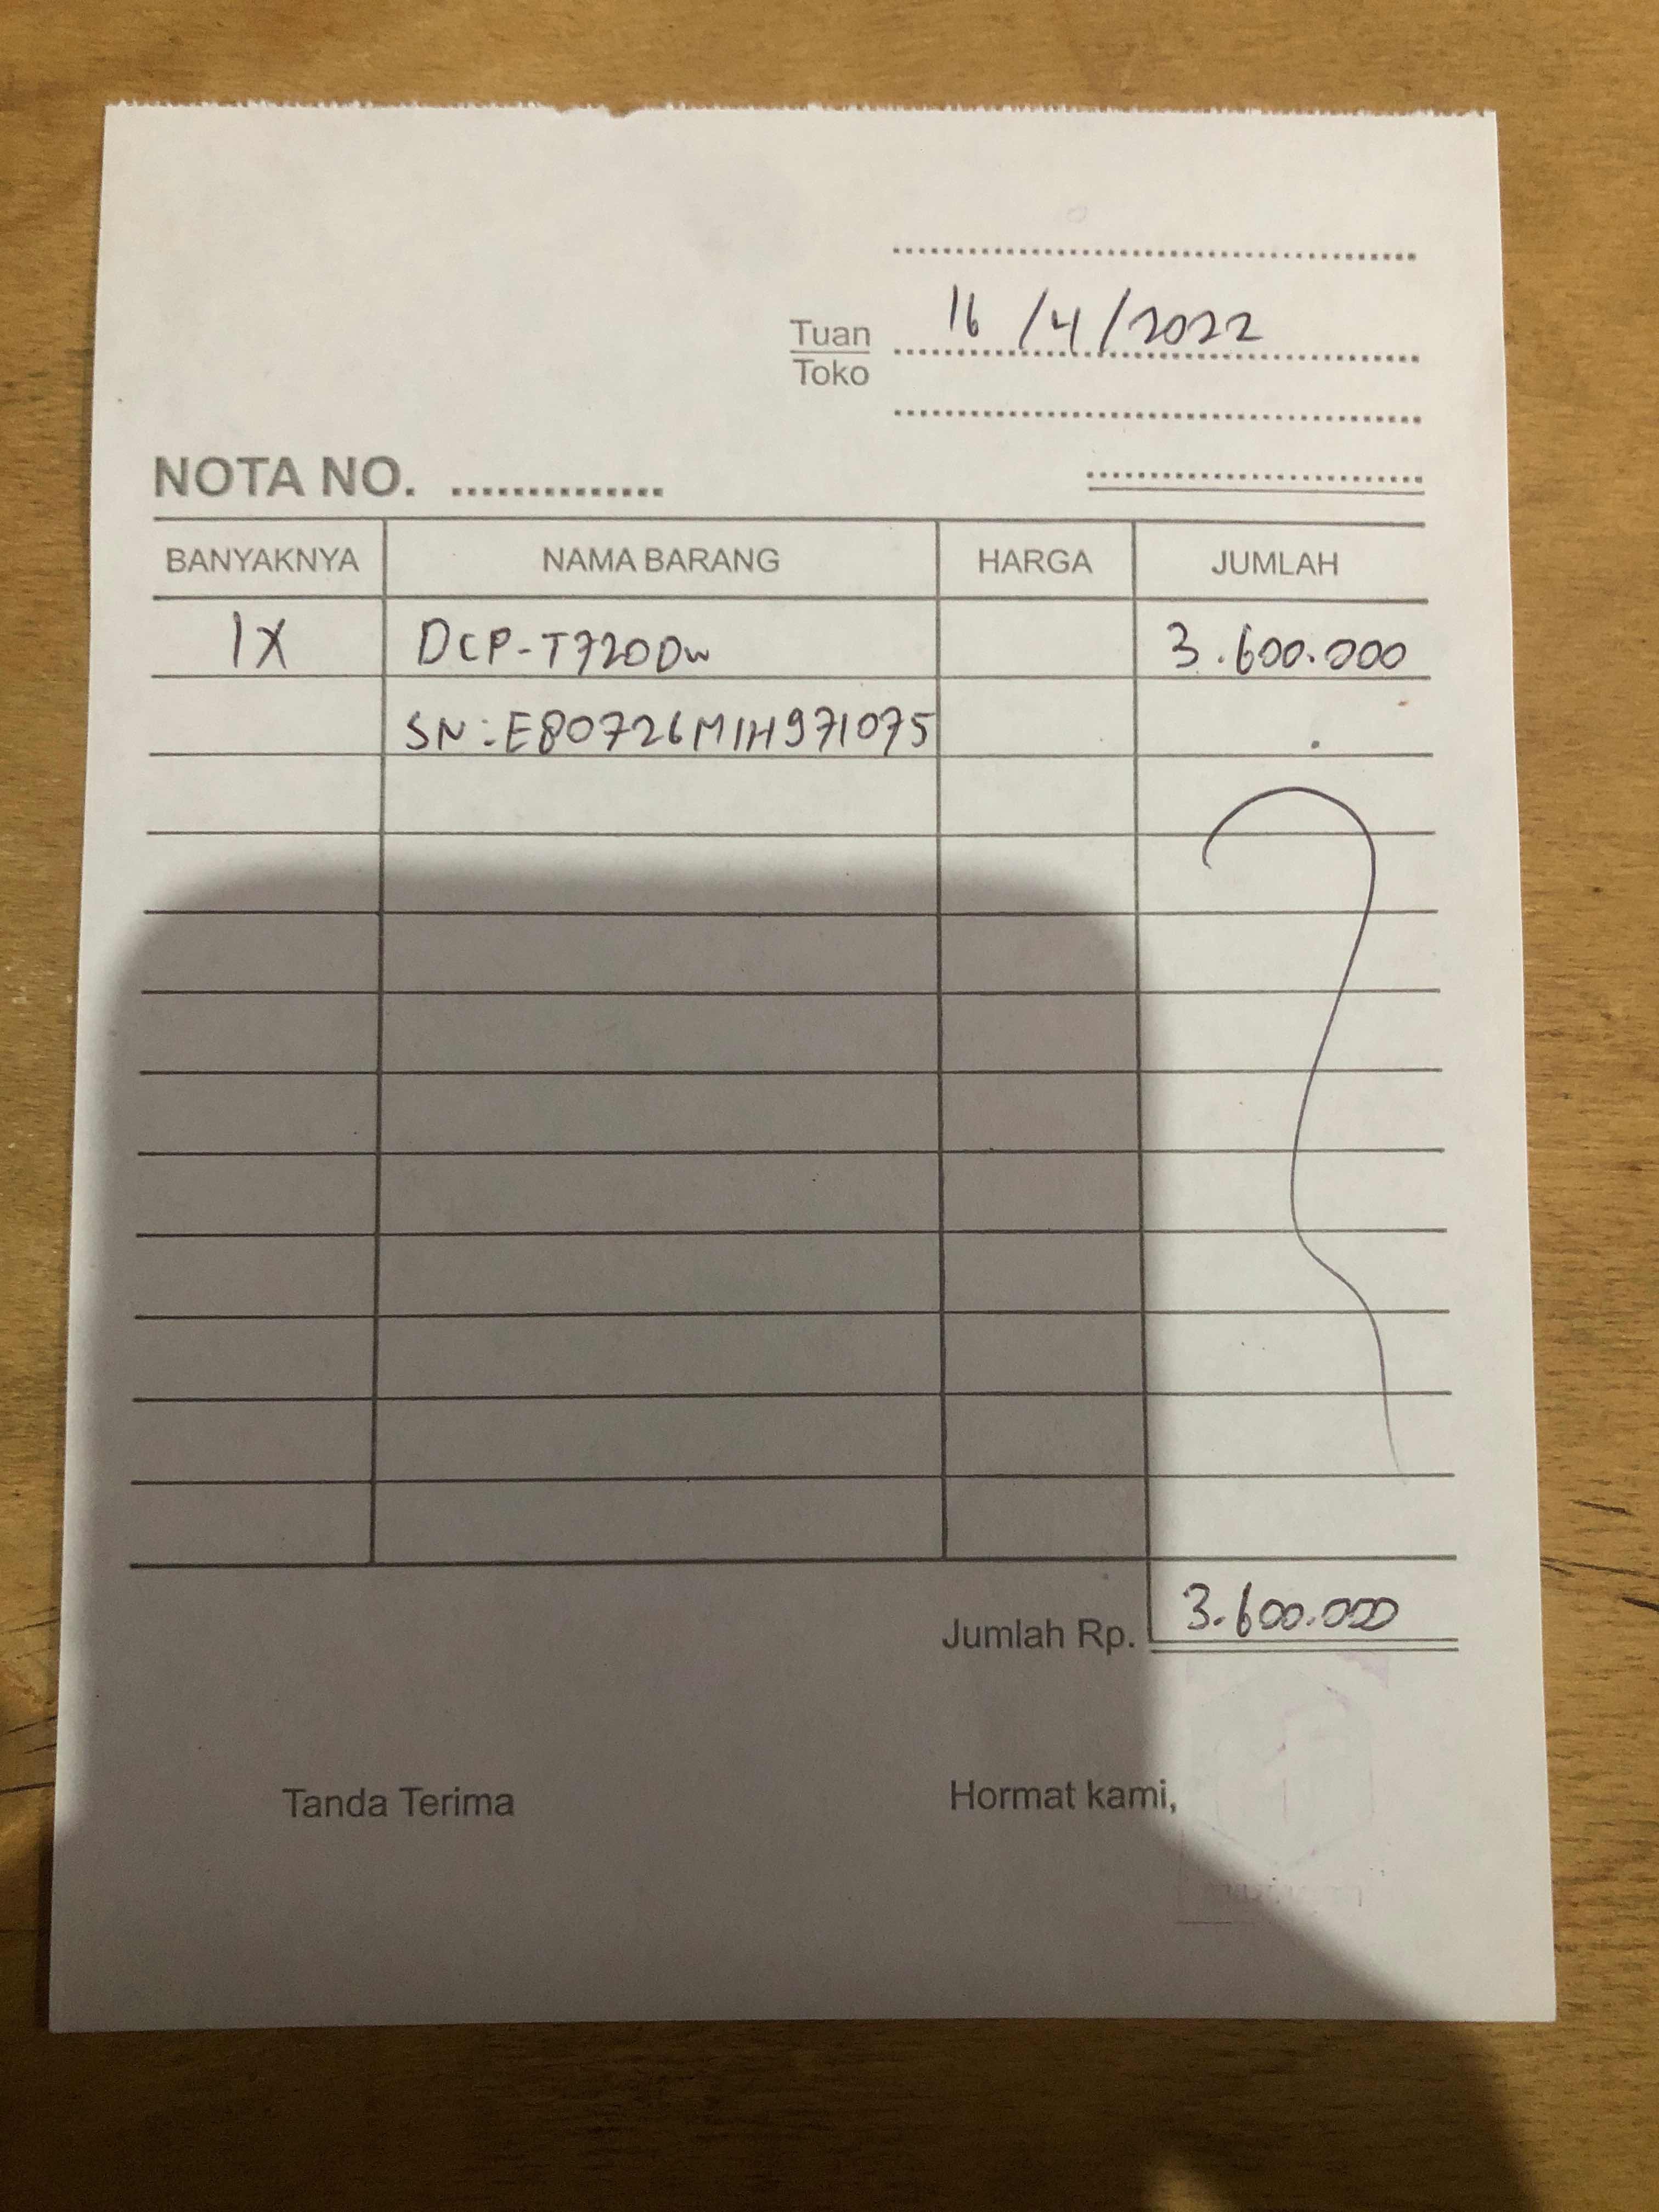 16/4/2022
Tuan
Toko
NOTA NO. ..............
BANYAKNYA NAMA BARANG HARGA JUMLAH
1X DCP-T720DW 3.600.000
SN:E80726M1H971075
Jumlah Rp. 3.600.000
Tanda Terima Hormat kami,